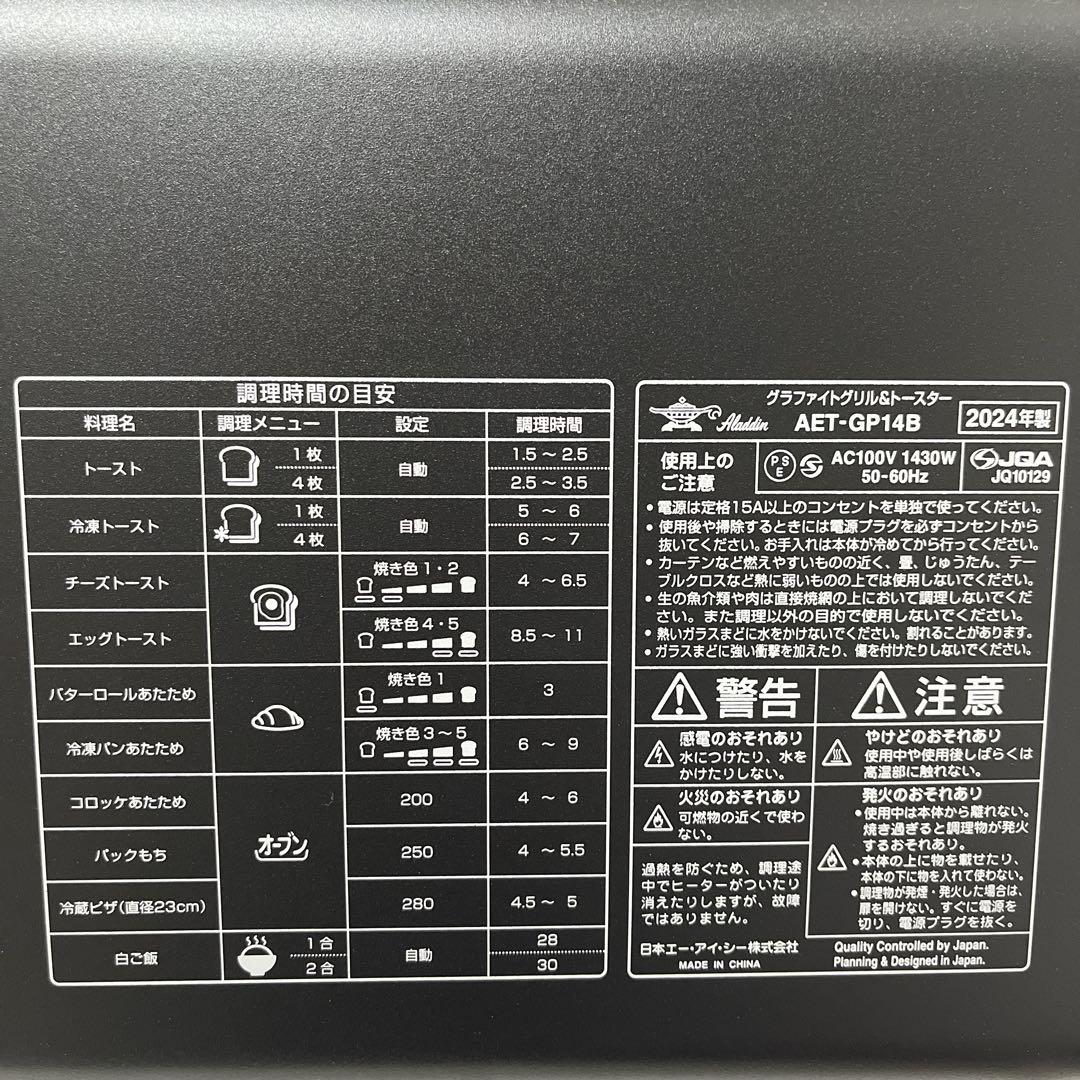 調理時間の目安
料理名 調理メニュー 設定 調理時間
トースト 1枚 自動 1.5 ～ 2.5
4枚 2.5 ～ 3.5
冷凍トースト 1枚 自動 5 ～ 6
4枚 6 ～ 7
チーズトースト 焼き色 1・2 4 ～ 6.5
エッグトースト 焼き色 4・5 8.5 ～ 11
バターロールあたため 焼き色 1 3
冷凍パンあたため 焼き色 3～5 6 ～ 9
コロッケあたため 200 4 ～ 6
パックもち オーブン 250 4 ～ 5.5
冷蔵ピザ(直径23cm) 280 4.5 ～ 5
白ご飯 1合 自動 28
2合 30
グラファイトグリル&トースター
Aladdin AET-GP14B 2024年製
使用上のご注意
PSE AC100V 1430W
50-60Hz
JQA
JQ10129
・電源は定格15A以上のコンセントを単独で使ってください。
・使用後や掃除するときには電源プラグを必ずコンセントから
抜いてください。お手入れは本体が冷めてから行ってください。
・カーテンなど燃えやすいものの近く、畳、じゅうたん、テー
ブルクロスなど熱に弱いものの上では使用しないでください。
・生の魚介類や肉は直接焼網の上において調理しないでくだ
さい。また調理以外の目的で使用しないでください。
・熱いガラスまどに水をかけないでください。割れることがあります。
・ガラスまどに強い衝撃を加えたり、傷を付けたりしないでください。
警告
感電のおそれあり
水につけたり、水を
かけたりしない。
火災のおそれあり
可燃物の近くで使わ
ない。
過熱を防ぐため、調理途
中でヒーターがついたり
消えたりしますが、故障
ではありません。
日本エー・アイ・シー株式会社
MADE IN CHINA
注意
やけどのおそれあり
使用中や使用後しばらくは
高温部に触れない。
発火のおそれあり
・使用中は本体から離れない。
焼き過ぎると調理物が発火
するおそれあり。
・本体の上に物を載せたり、
本体の下に物を入れて使わない。
・調理物が発煙・発火した場合は、
扉を開けない。すぐに電源を
切り、電源プラグを抜く。
Quality Controlled by Japan.
Planning & Designed in Japan.